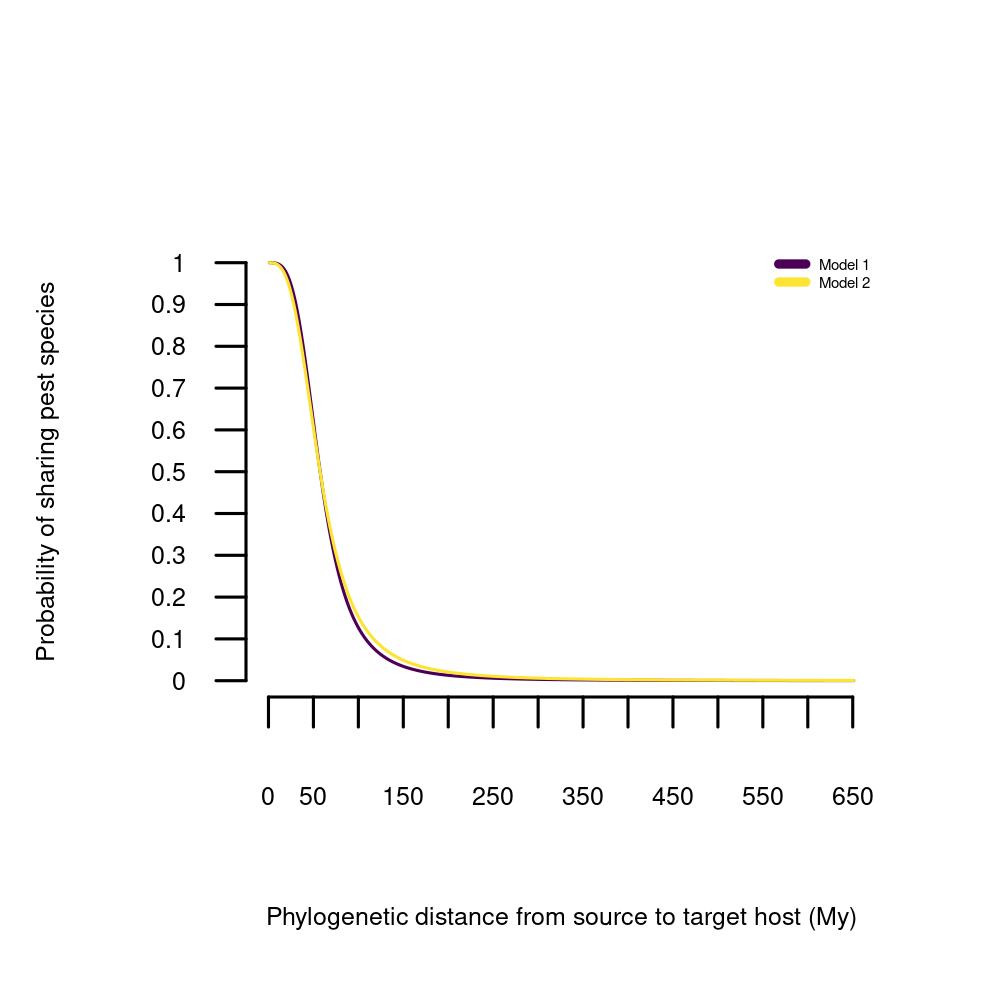 Model 1
Model 2
Probability of sharing pest species
1
0.9
0.8
0.7
0.6
0.5
0.4
0.3
0.2
0.1
0
0 50 150 250 350 450 550 650
Phylogenetic distance from source to target host (My)